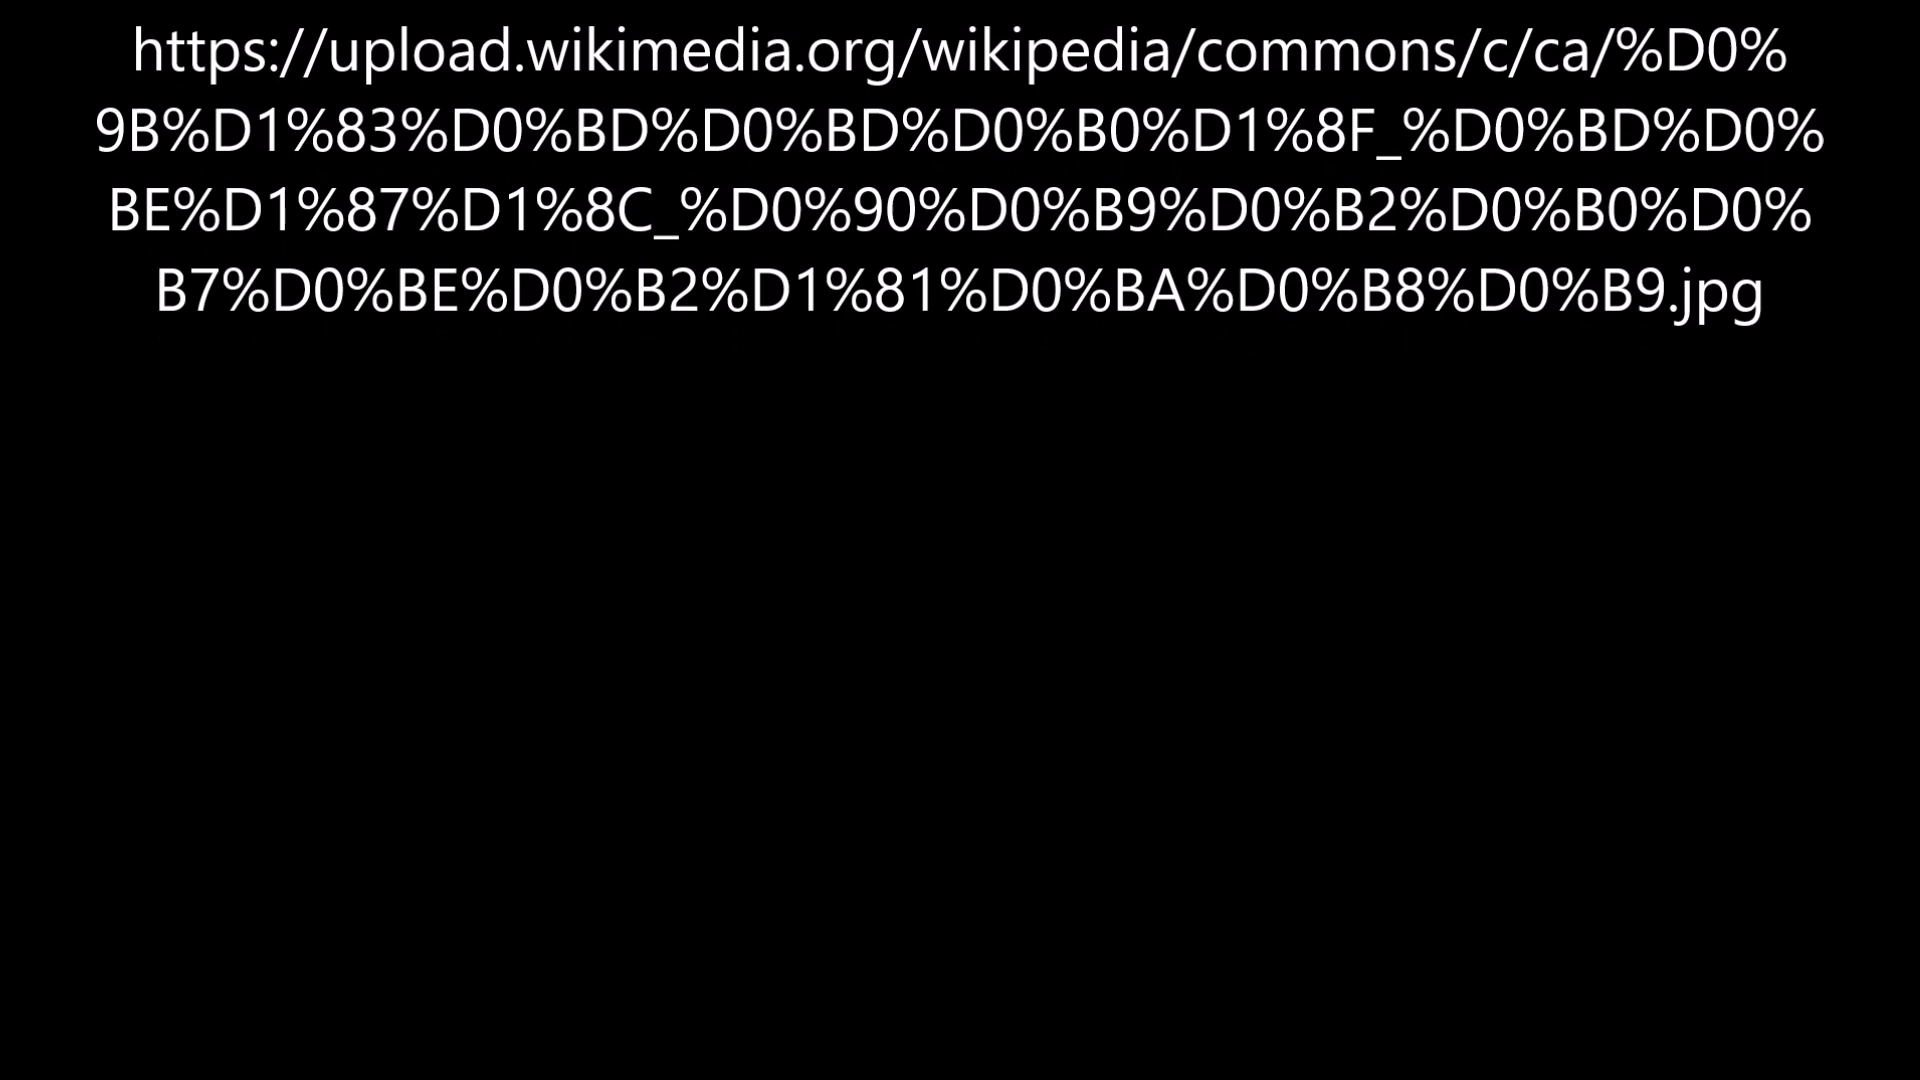 https://upload.wikimedia.org/wikipedia/commons/c/ca/%D0%
9B%D1%83%D0%BD%D0%BD%D0%B0%D1%8F_%D0%BD%D0%
BE%D1%87%D1%8C_%D0%90%D0%B9%D0%B2%D0%B0%D0%
B7%D0%BE%D0%B2%D1%81%D0%BA%D0%B8%D0%B9.jpg